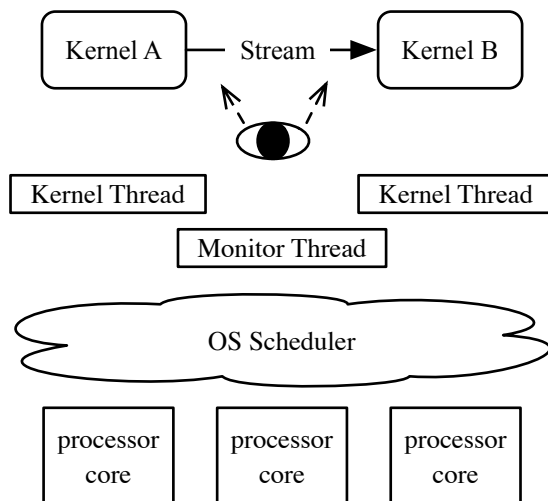 Kernel A Stream Kernel B
Kernel Thread Kernel Thread
Monitor Thread
OS Scheduler
processor processor processor
core core core